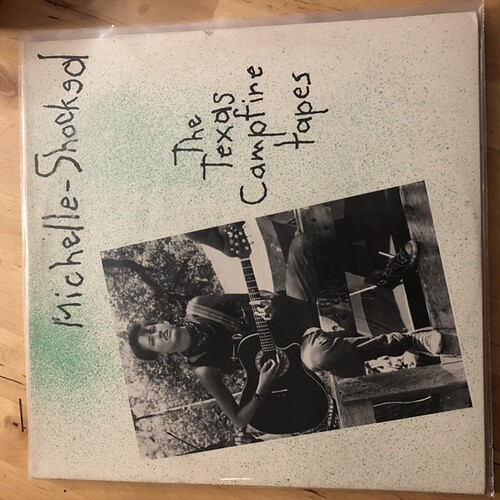 Michelle-Shocked
The
Texas
Campfire
tapes